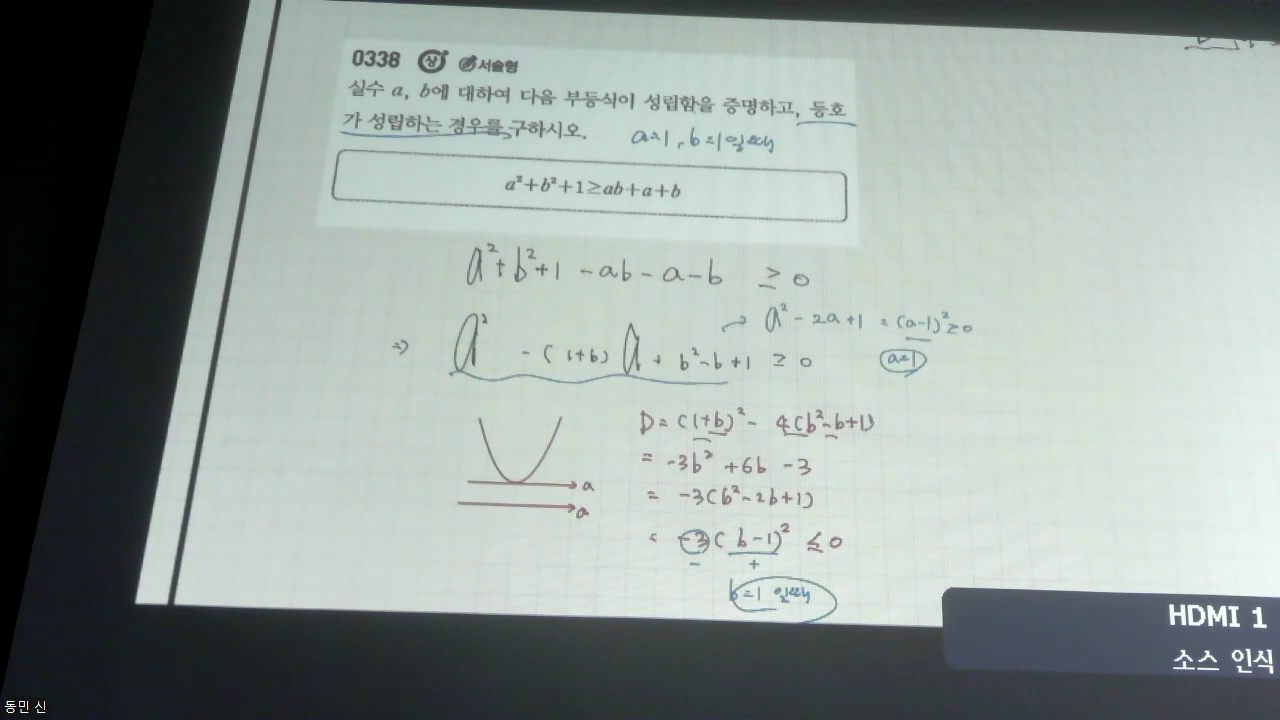 0338 상 서술형
실수 a, b에 대하여 다음 부등식이 성립함을 증명하고, 등호
가 성립하는 경우를 구하시오.
a=1, b=1일때
a²+b²+1≥ab+a+b
a²+b²+1-ab-a-b ≥ 0
→ a²-2a+1 = (a-1)² ≥0
⇒ a² -(1+b)a + b²-b+1 ≥ 0
a=1
D=(1+b)²- 4(b²-b+1)
= -3b² +6b -3
a
= -3(b²-2b+1)
a
= -3(b-1)² ≤0
- +
b=1 일때
HDMI 1
소스 인식
동민 신